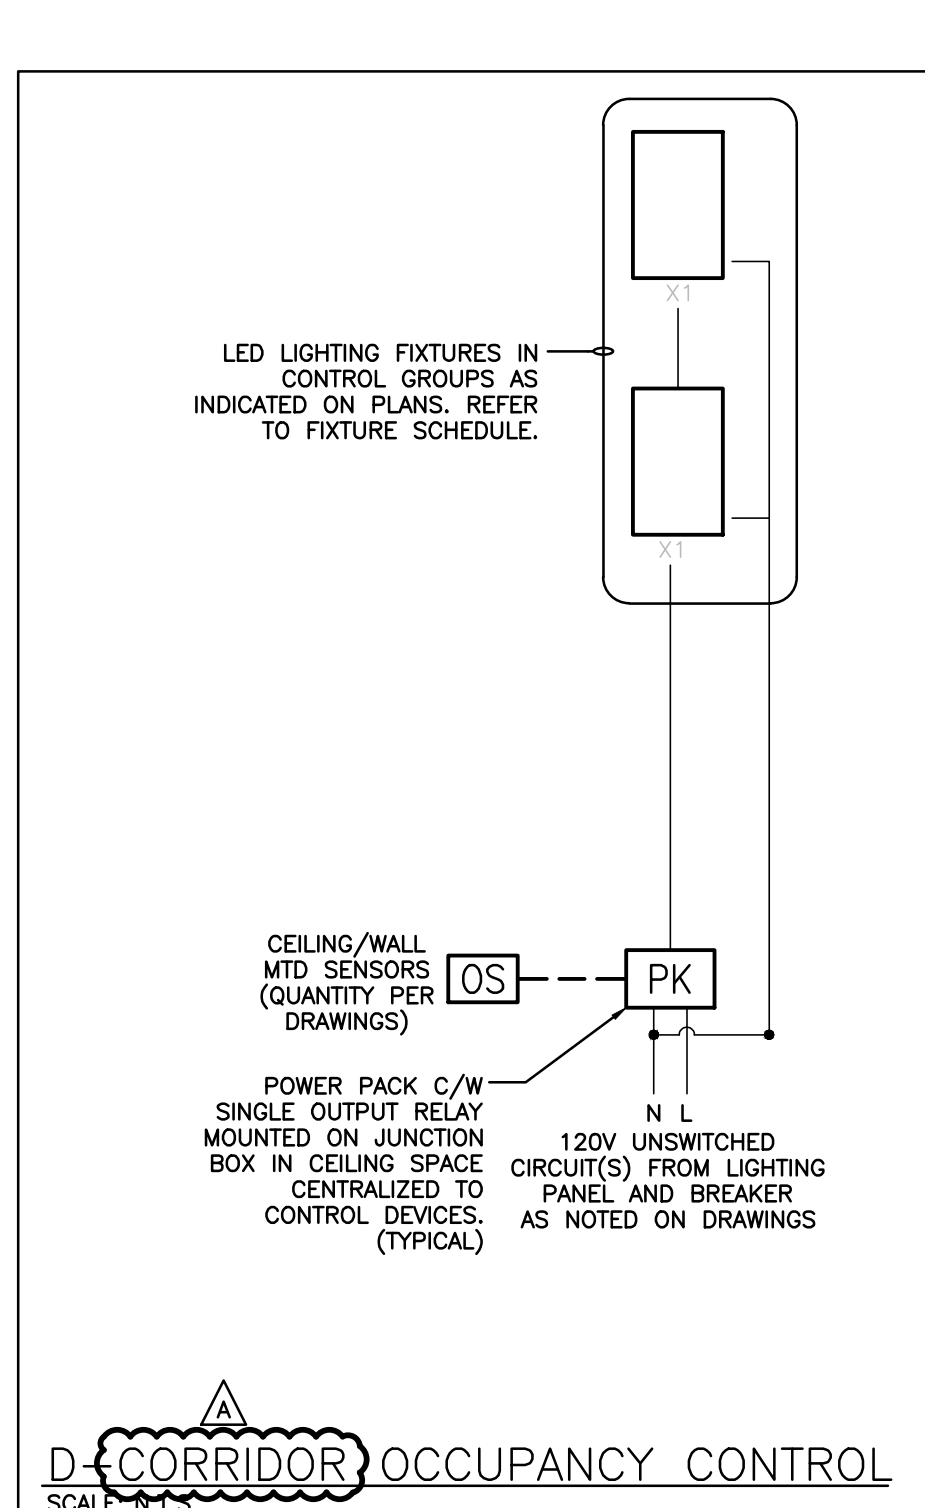 X1
LED LIGHTING FIXTURES IN
CONTROL GROUPS AS
INDICATED ON PLANS. REFER
TO FIXTURE SCHEDULE.
X1
CEILING/WALL
MTD SENSORS
(QUANTITY PER
DRAWINGS)
OS
PK
POWER PACK C/W
SINGLE OUTPUT RELAY
MOUNTED ON JUNCTION
BOX IN CEILING SPACE
CENTRALIZED TO
CONTROL DEVICES.
(TYPICAL)
N L
120V UNSWITCHED
CIRCUIT(S) FROM LIGHTING
PANEL AND BREAKER
AS NOTED ON DRAWINGS
A
D-CORRIDOR OCCUPANCY CONTROL
SCALE: N.T.S